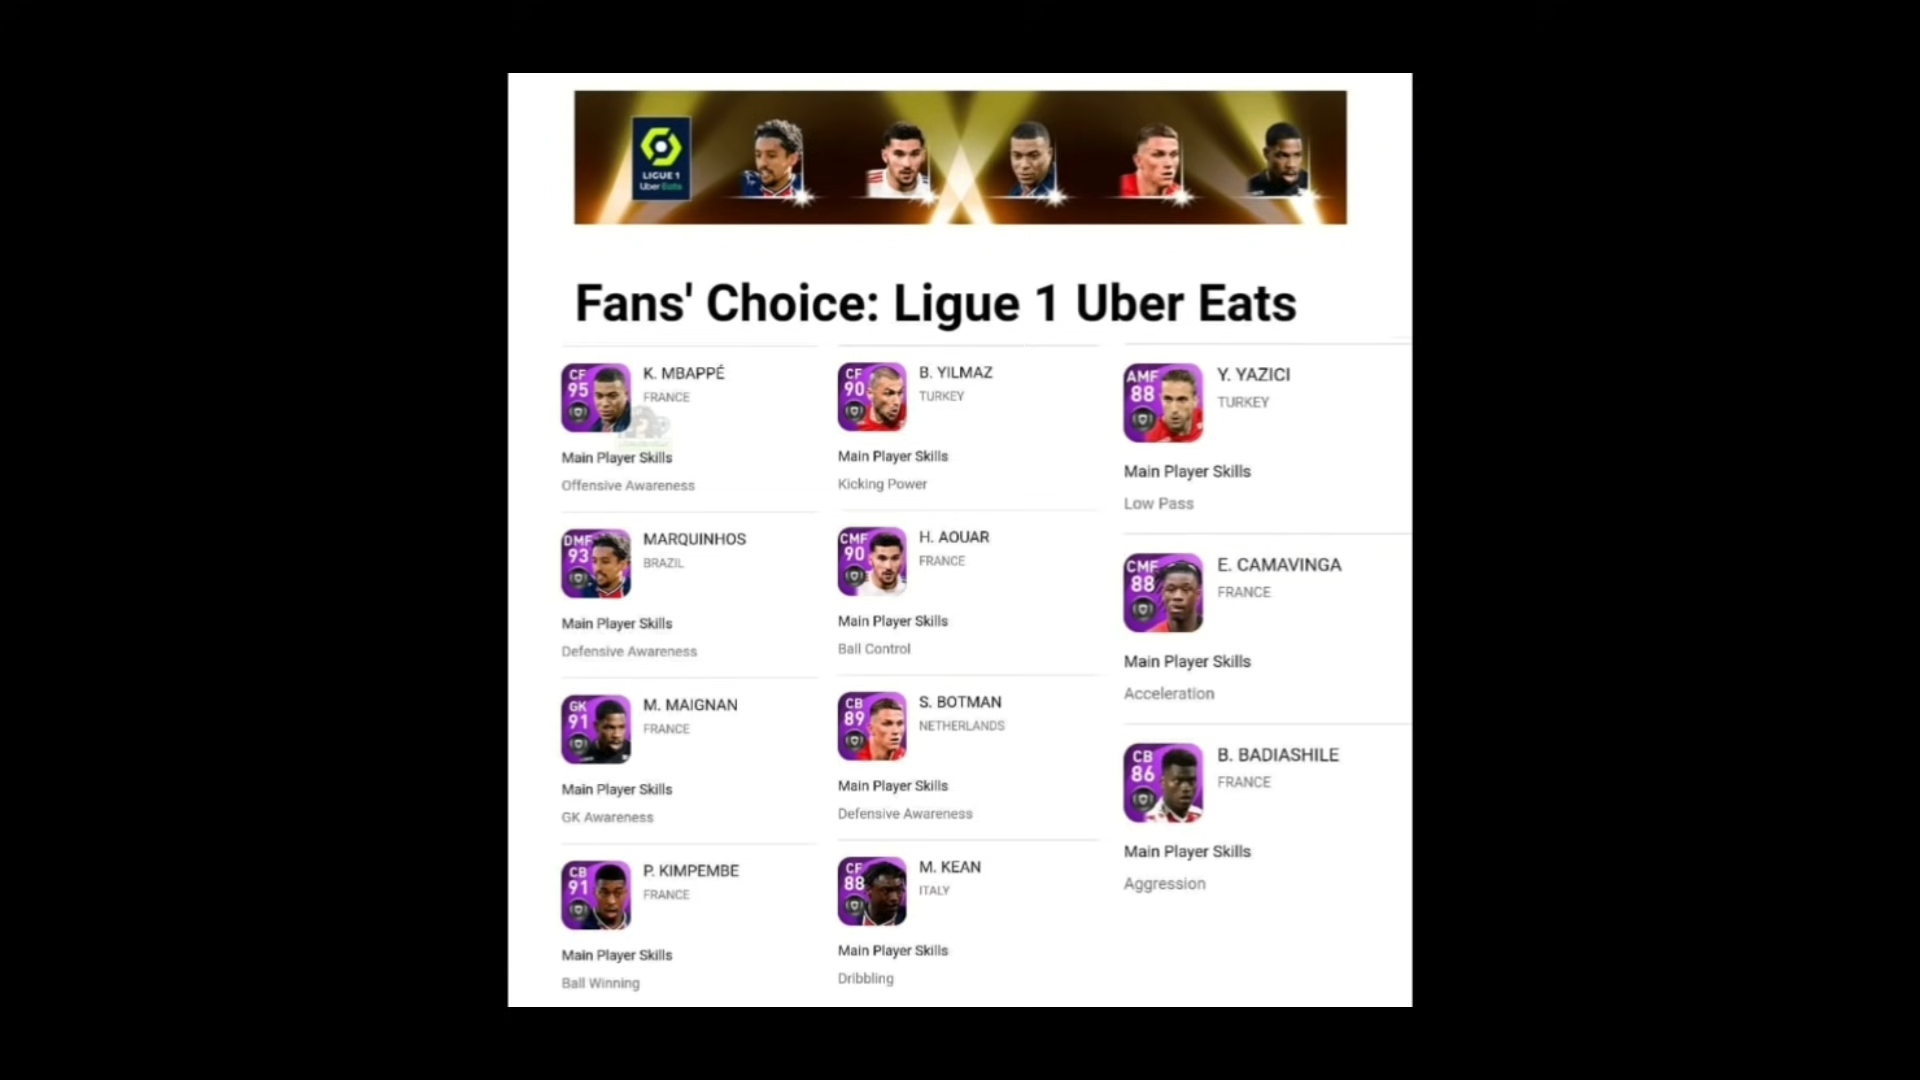 LIGUE 1
Uber Eats
Fans' Choice: Ligue 1 Uber Eats
CF
95
K. MBAPPÉ
FRANCE
Main Player Skills
Offensive Awareness
DMF
93
MARQUINHOS
BRAZIL
Main Player Skills
Defensive Awareness
GK
91
M. MAIGNAN
FRANCE
Main Player Skills
GK Awareness
CB
91
P. KIMPEMBE
FRANCE
Main Player Skills
Ball Winning
CF
90
B. YILMAZ
TURKEY
Main Player Skills
Kicking Power
CMF
90
H. AOUAR
FRANCE
Main Player Skills
Ball Control
CB
89
S. BOTMAN
NETHERLANDS
Main Player Skills
Defensive Awareness
CF
88
M. KEAN
ITALY
Main Player Skills
Dribbling
AMF
88
Y. YAZICI
TURKEY
Main Player Skills
Low Pass
CMF
88
E. CAMAVINGA
FRANCE
Main Player Skills
Acceleration
CB
86
B. BADIASHILE
FRANCE
Main Player Skills
Aggression